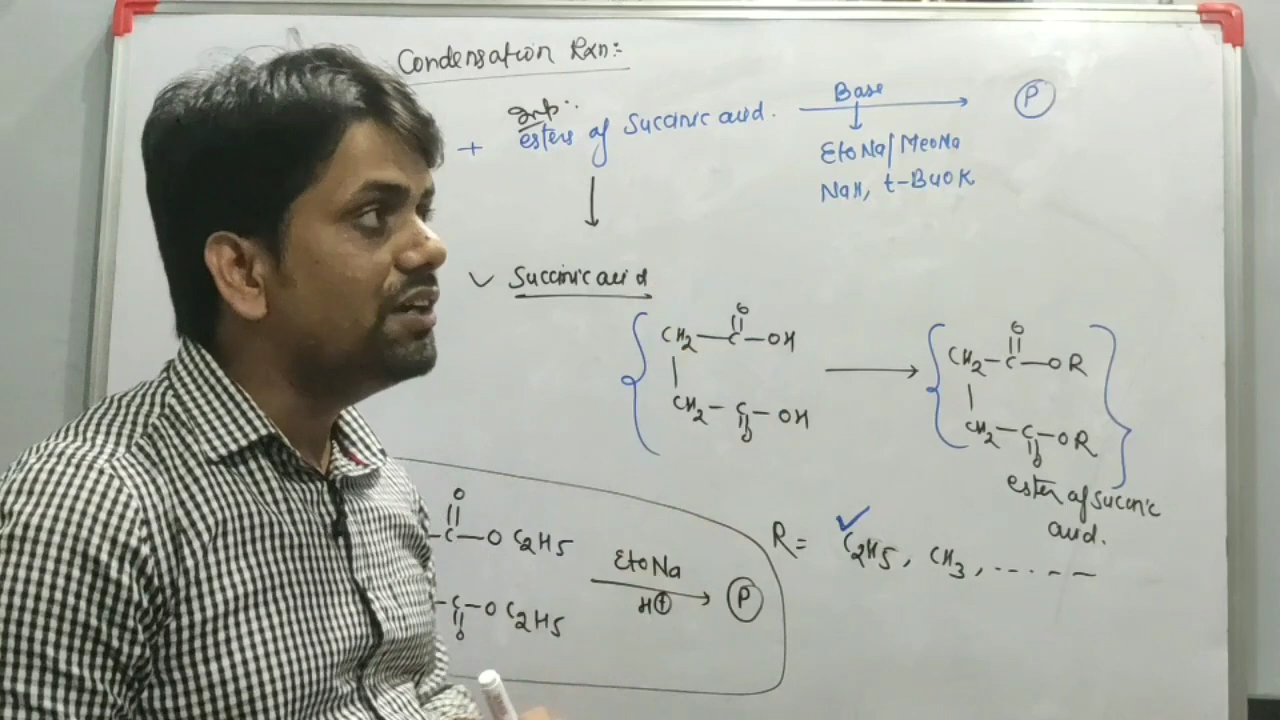 Condensation Rxn:-
Imp:.
+ esters of Succinic acid. Base → P
EtoNa/MeoNa
NaH, t-BuOK
✓ Succinic acid
O
CH2—C—OH
CH2—C—OH
O
→
O
CH2—C—OR
CH2—C—OR
O
ester of succinic
acid.
R= C2H5, CH3, ------
O
-C—O C2H5
EtoNa
H⊕
→ P
-C—O C2H5
O